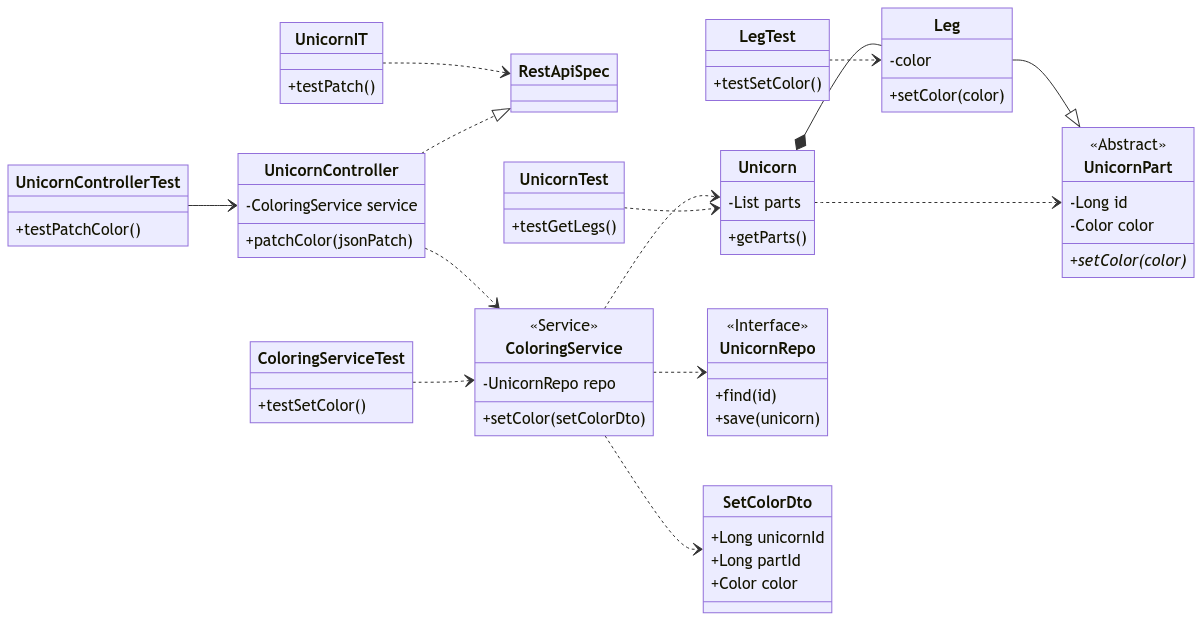 UnicornIT
+testPatch()
RestApiSpec
LegTest
+testSetColor()
Leg
-color
+setColor(color)
«Abstract»
UnicornPart
-Long id
-Color color
+setColor(color)
UnicornControllerTest
+testPatchColor()
UnicornController
-ColoringService service
+patchColor(jsonPatch)
UnicornTest
+testGetLegs()
Unicorn
-List parts
+getParts()
ColoringServiceTest
+testSetColor()
«Service»
ColoringService
-UnicornRepo repo
+setColor(setColorDto)
«Interface»
UnicornRepo
+find(id)
+save(unicorn)
SetColorDto
+Long unicornId
+Long partId
+Color color